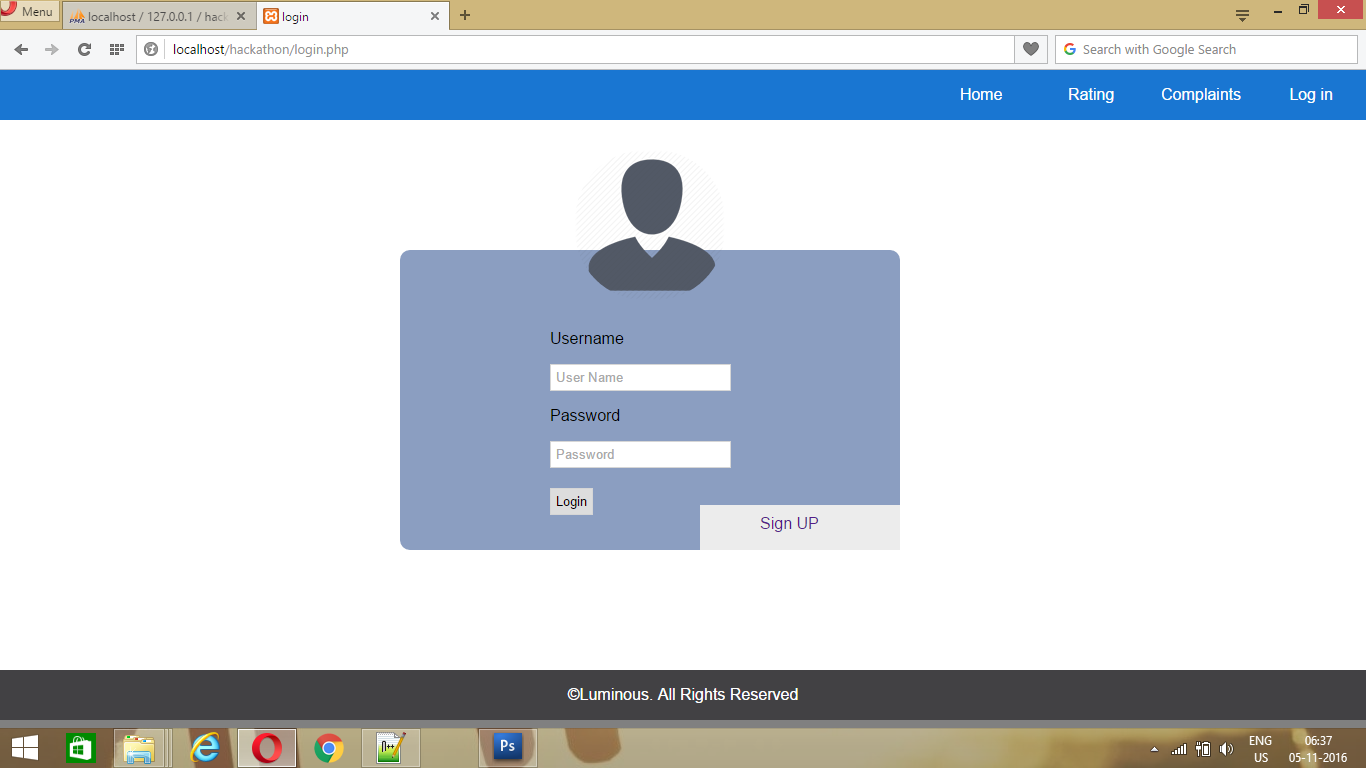 Menu
localhost / 127.0.0.1 / hack
login
localhost/hackathon/login.php
Search with Google Search
Home Rating Complaints Log in
Username
User Name
Password
Password
Login
Sign UP
©Luminous. All Rights Reserved
Ps
ENG 06:37
US 05-11-2016